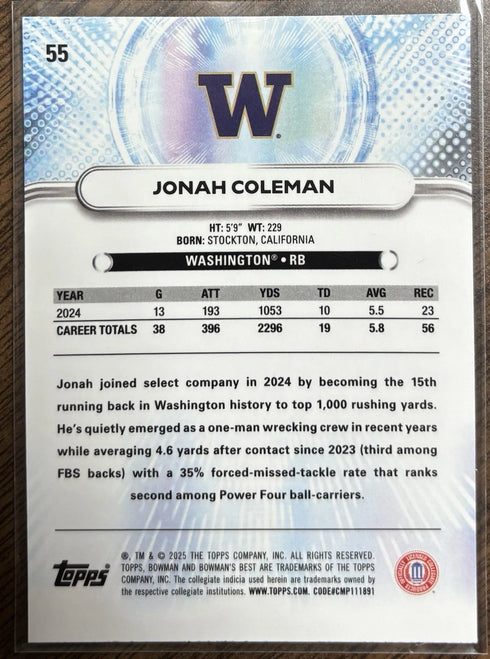 55
W
JONAH COLEMAN
HT: 5'9" WT: 229
BORN: STOCKTON, CALIFORNIA
WASHINGTON® • RB
YEAR G ATT YDS TD AVG REC
2024 13 193 1053 10 5.5 23
CAREER TOTALS 38 396 2296 19 5.8 56
Jonah joined select company in 2024 by becoming the 15th
running back in Washington history to top 1,000 rushing yards.
He's quietly emerged as a one-man wrecking crew in recent years
while averaging 4.6 yards after contact since 2023 (third among
FBS backs) with a 35% forced-missed-tackle rate that ranks
second among Power Four ball-carriers.
®, TM & © 2025 THE TOPPS COMPANY, INC. ALL RIGHTS RESERVED.
TOPPS, BOWMAN AND BOWMAN'S BEST ARE TRADEMARKS OF THE TOPPS
COMPANY, INC. The collegiate indicia used herein are trademarks owned by
the respective collegiate institutions. WWW.TOPPS.COM. CODE#CMP111891
Topps
OFFICIALLY LICENSED COLLEGIATE PRODUCTS